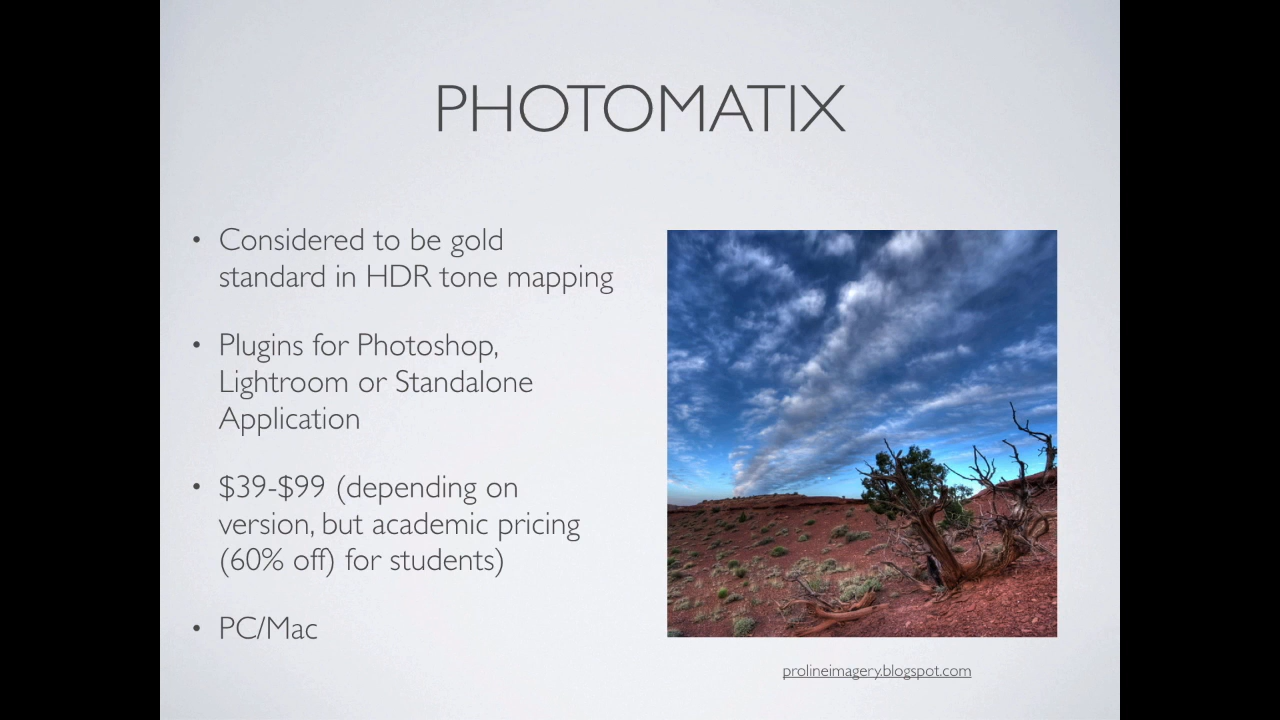 PHOTOMATIX
• Considered to be gold
standard in HDR tone mapping
• Plugins for Photoshop,
Lightroom or Standalone
Application
• $39-$99 (depending on
version, but academic pricing
(60% off) for students)
• PC/Mac
prolineimagery.blogspot.com